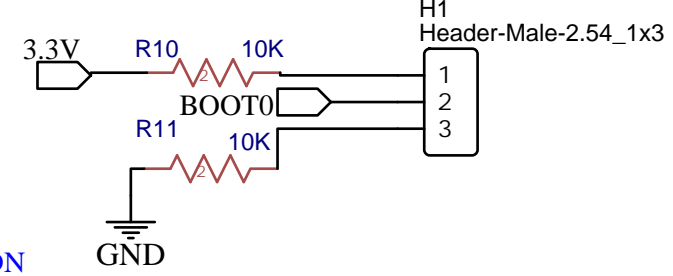 H1
Header-Male-2.54_1x3
3.3V
R10
10K
2
1
BOOT0
2
R11
10K
3
2
GND